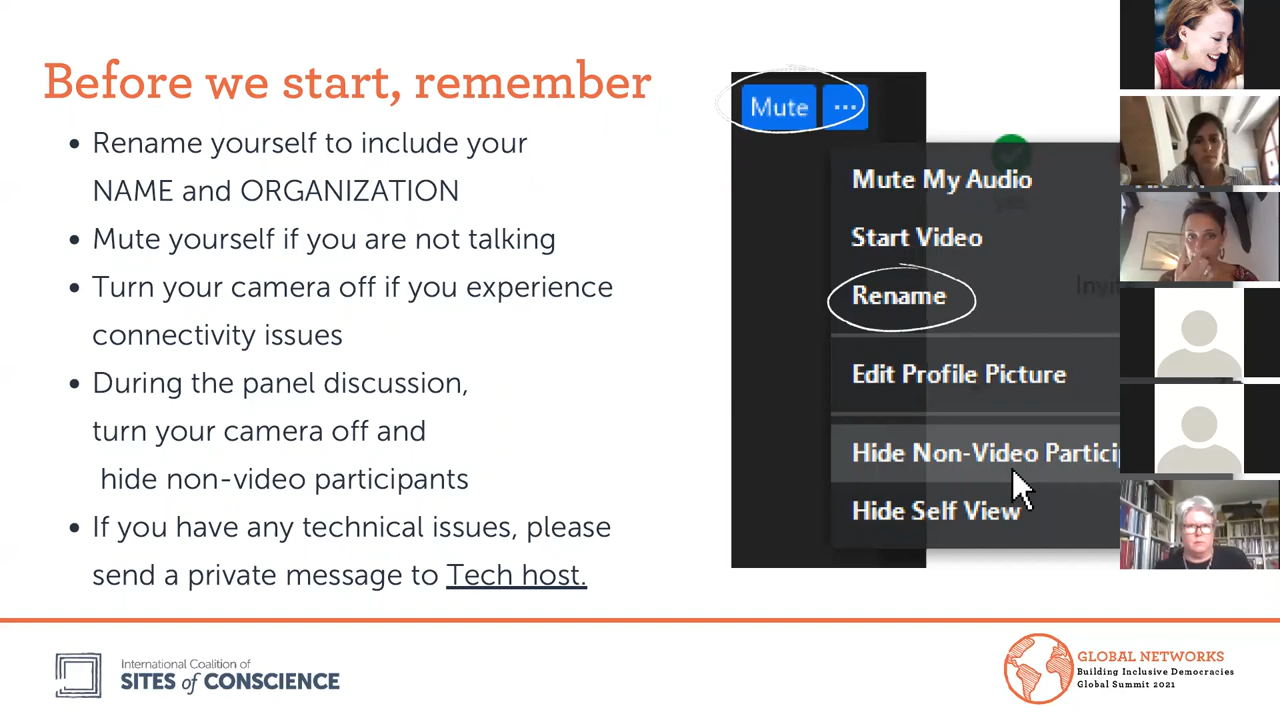 Before we start, remember
• Rename yourself to include your
NAME and ORGANIZATION
• Mute yourself if you are not talking
• Turn your camera off if you experience
connectivity issues
• During the panel discussion,
turn your camera off and
hide non-video participants
• If you have any technical issues, please
send a private message to Tech host.
Mute ...
Mute My Audio
Start Video
Rename
Edit Profile Picture
Hide Non-Video Partici
Hide Self View
International Coalition of
SITES of CONSCIENCE
GLOBAL NETWORKS
Building Inclusive Democracies
Global Summit 2021